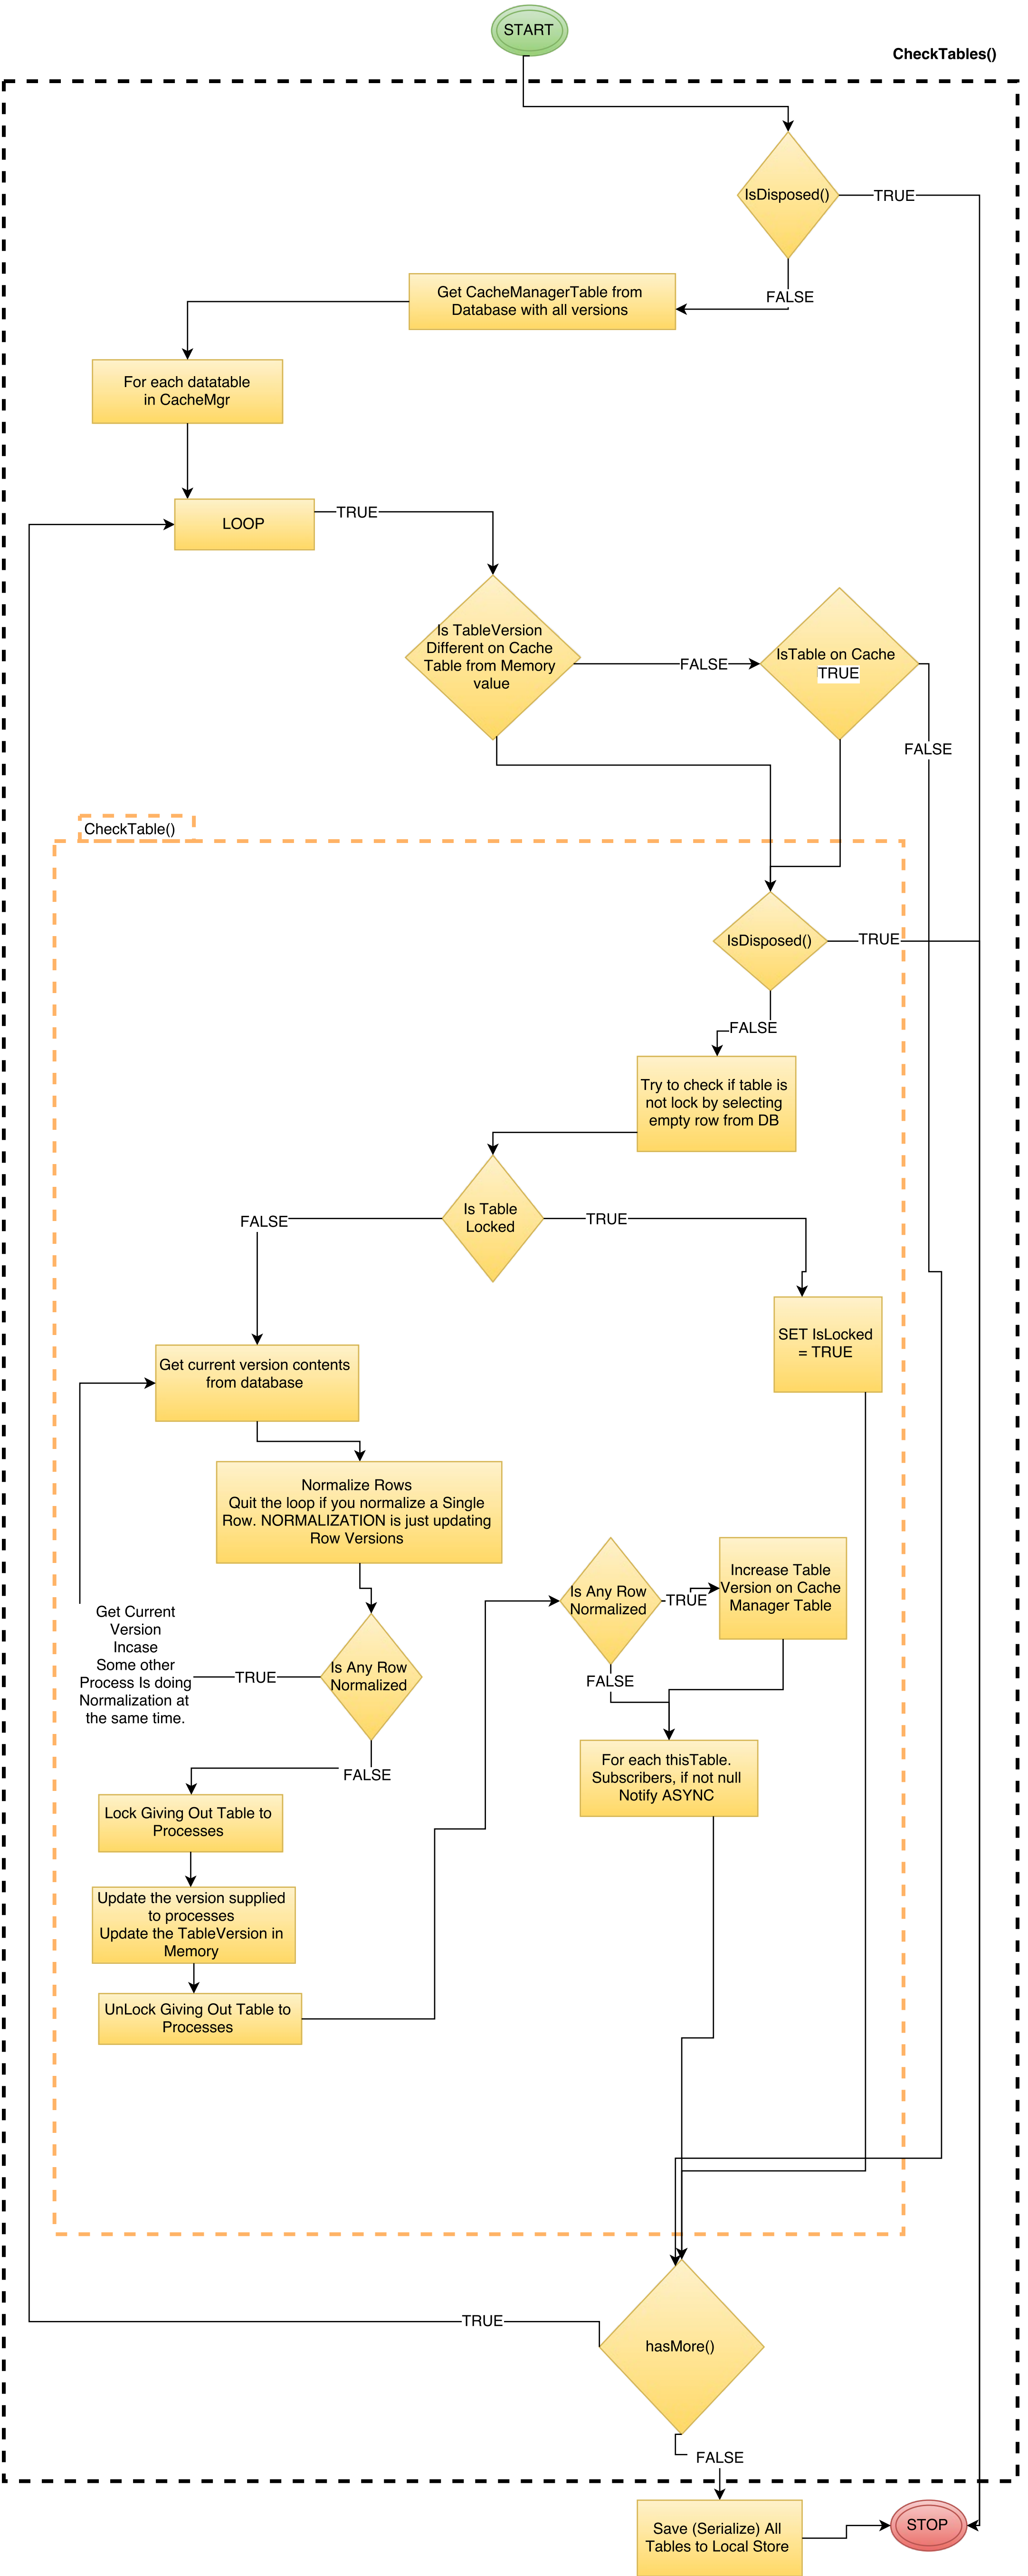 START
CheckTables()
IsDisposed()
TRUE
FALSE
Get CacheManagerTable from
Database with all versions
For each datatable
in CacheMgr
LOOP
TRUE
Is TableVersion
Different on Cache
Table from Memory
value
FALSE
IsTable on Cache
TRUE
FALSE
CheckTable()
IsDisposed()
TRUE
FALSE
Try to check if table is
not lock by selecting
empty row from DB
Is Table
Locked
FALSE
TRUE
SET IsLocked
= TRUE
Get current version contents
from database
Normalize Rows
Quit the loop if you normalize a Single
Row. NORMALIZATION is just updating
Row Versions
Is Any Row
Normalized
TRUE
Increase Table
Version on Cache
Manager Table
Get Current
Version
Incase
Some other
Process Is doing
Normalization at
the same time.
TRUE
Is Any Row
Normalized
FALSE
FALSE
For each thisTable.
Subscribers, if not null
Notify ASYNC
Lock Giving Out Table to
Processes
Update the version supplied
to processes
Update the TableVersion in
Memory
UnLock Giving Out Table to
Processes
TRUE
hasMore()
FALSE
Save (Serialize) All
Tables to Local Store
STOP